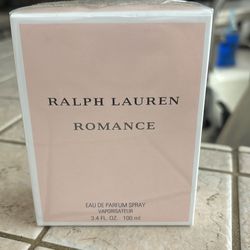 RALPH LAUREN
ROMANCE
EAU DE PARFUM SPRAY
VAPORISATEUR
3.4 FL. OZ. 100 ml